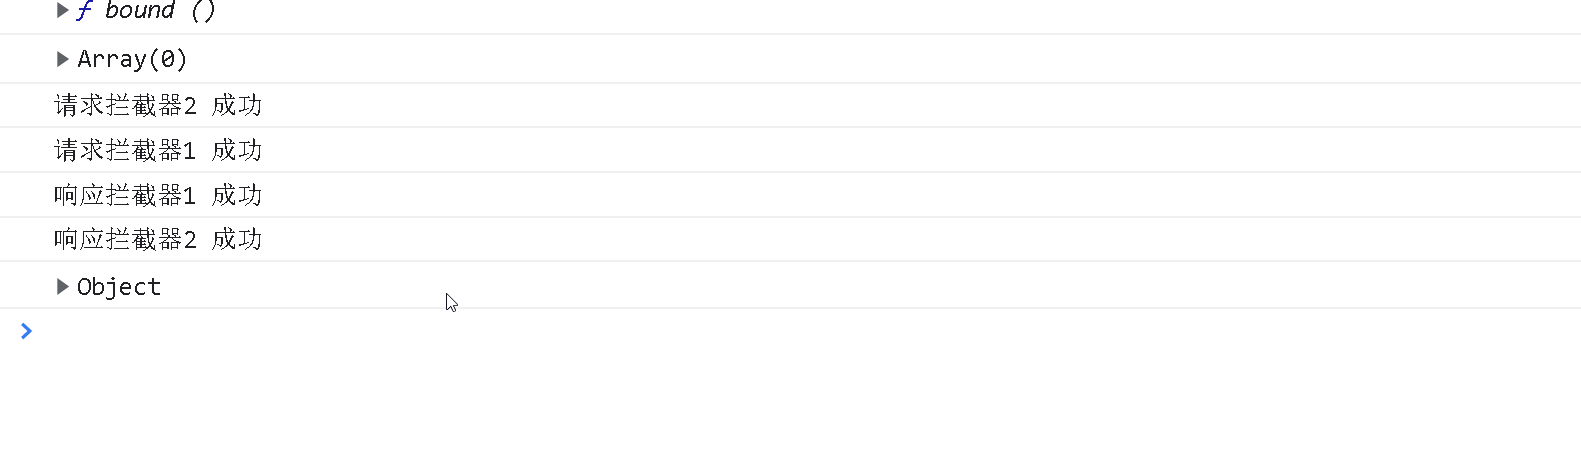 ƒ bound ()
Array(0)
请求拦截器2 成功
请求拦截器1 成功
响应拦截器1 成功
响应拦截器2 成功
Object